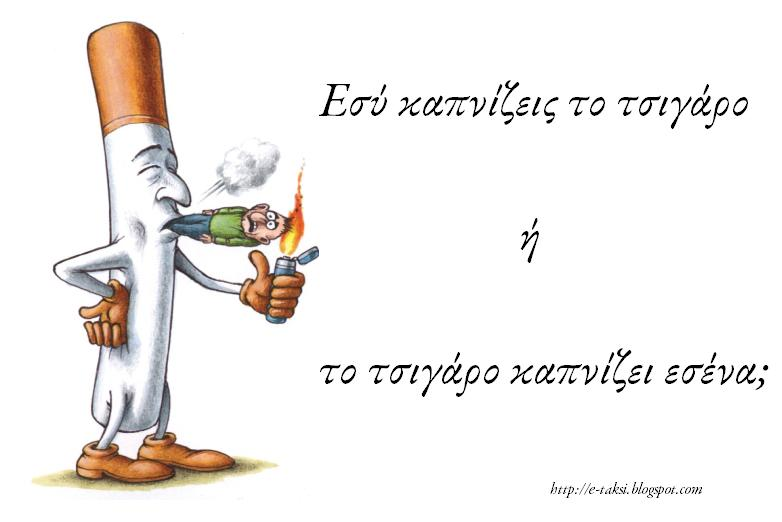 Εσύ καπνίζεις το τσιγάρο
ή
το τσιγάρο καπνίζει εσένα;
http://e-taksi.blogspot.com